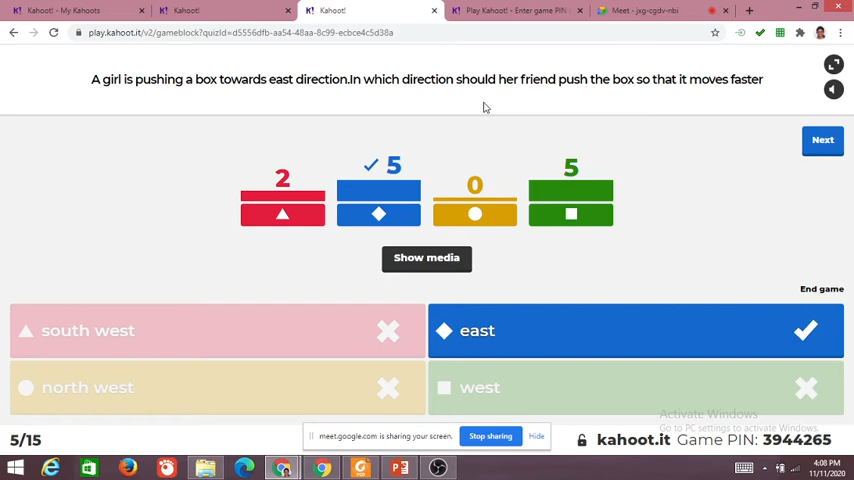 Kahoot! - My Kahoots
Kahoot!
Kahoot!
Play Kahoot! - Enter game PIN
Meet - jxg-cgdv-nbi
play.kahoot.it/v2/gameblock?quizId=d5556dfb-aa54-48aa-8c99-ecbce4c5d38a
A girl is pushing a box towards east direction.In which direction should her friend push the box so that it moves faster
Next
2
5
0
5
Show media
End game
south west
east
north west
west
Activate Windows
Go to PC settings to activate Windows.
5/15
meet.google.com is sharing your screen.
Stop sharing
Hide
kahoot.it Game PIN: 3944265
4:08 PM
11/11/2020